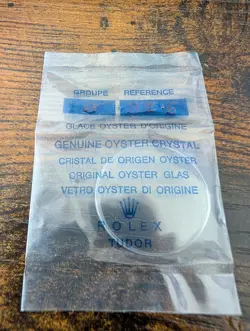 GROUPE REFERENCE
GLACE OYSTER D'ORIGINE
GENUINE OYSTER CRYSTAL
CRISTAL DE ORIGEN OYSTER
ORIGINAL OYSTER GLAS
VETRO OYSTER DI ORIGINE
ROLEX
TUDOR